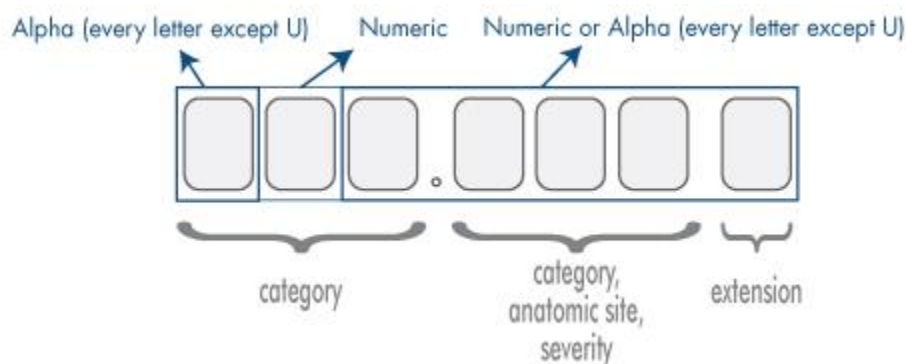 Alpha (every letter except U) Numeric Numeric or Alpha (every letter except U)
category
category,
anatomic site,
severity
extension